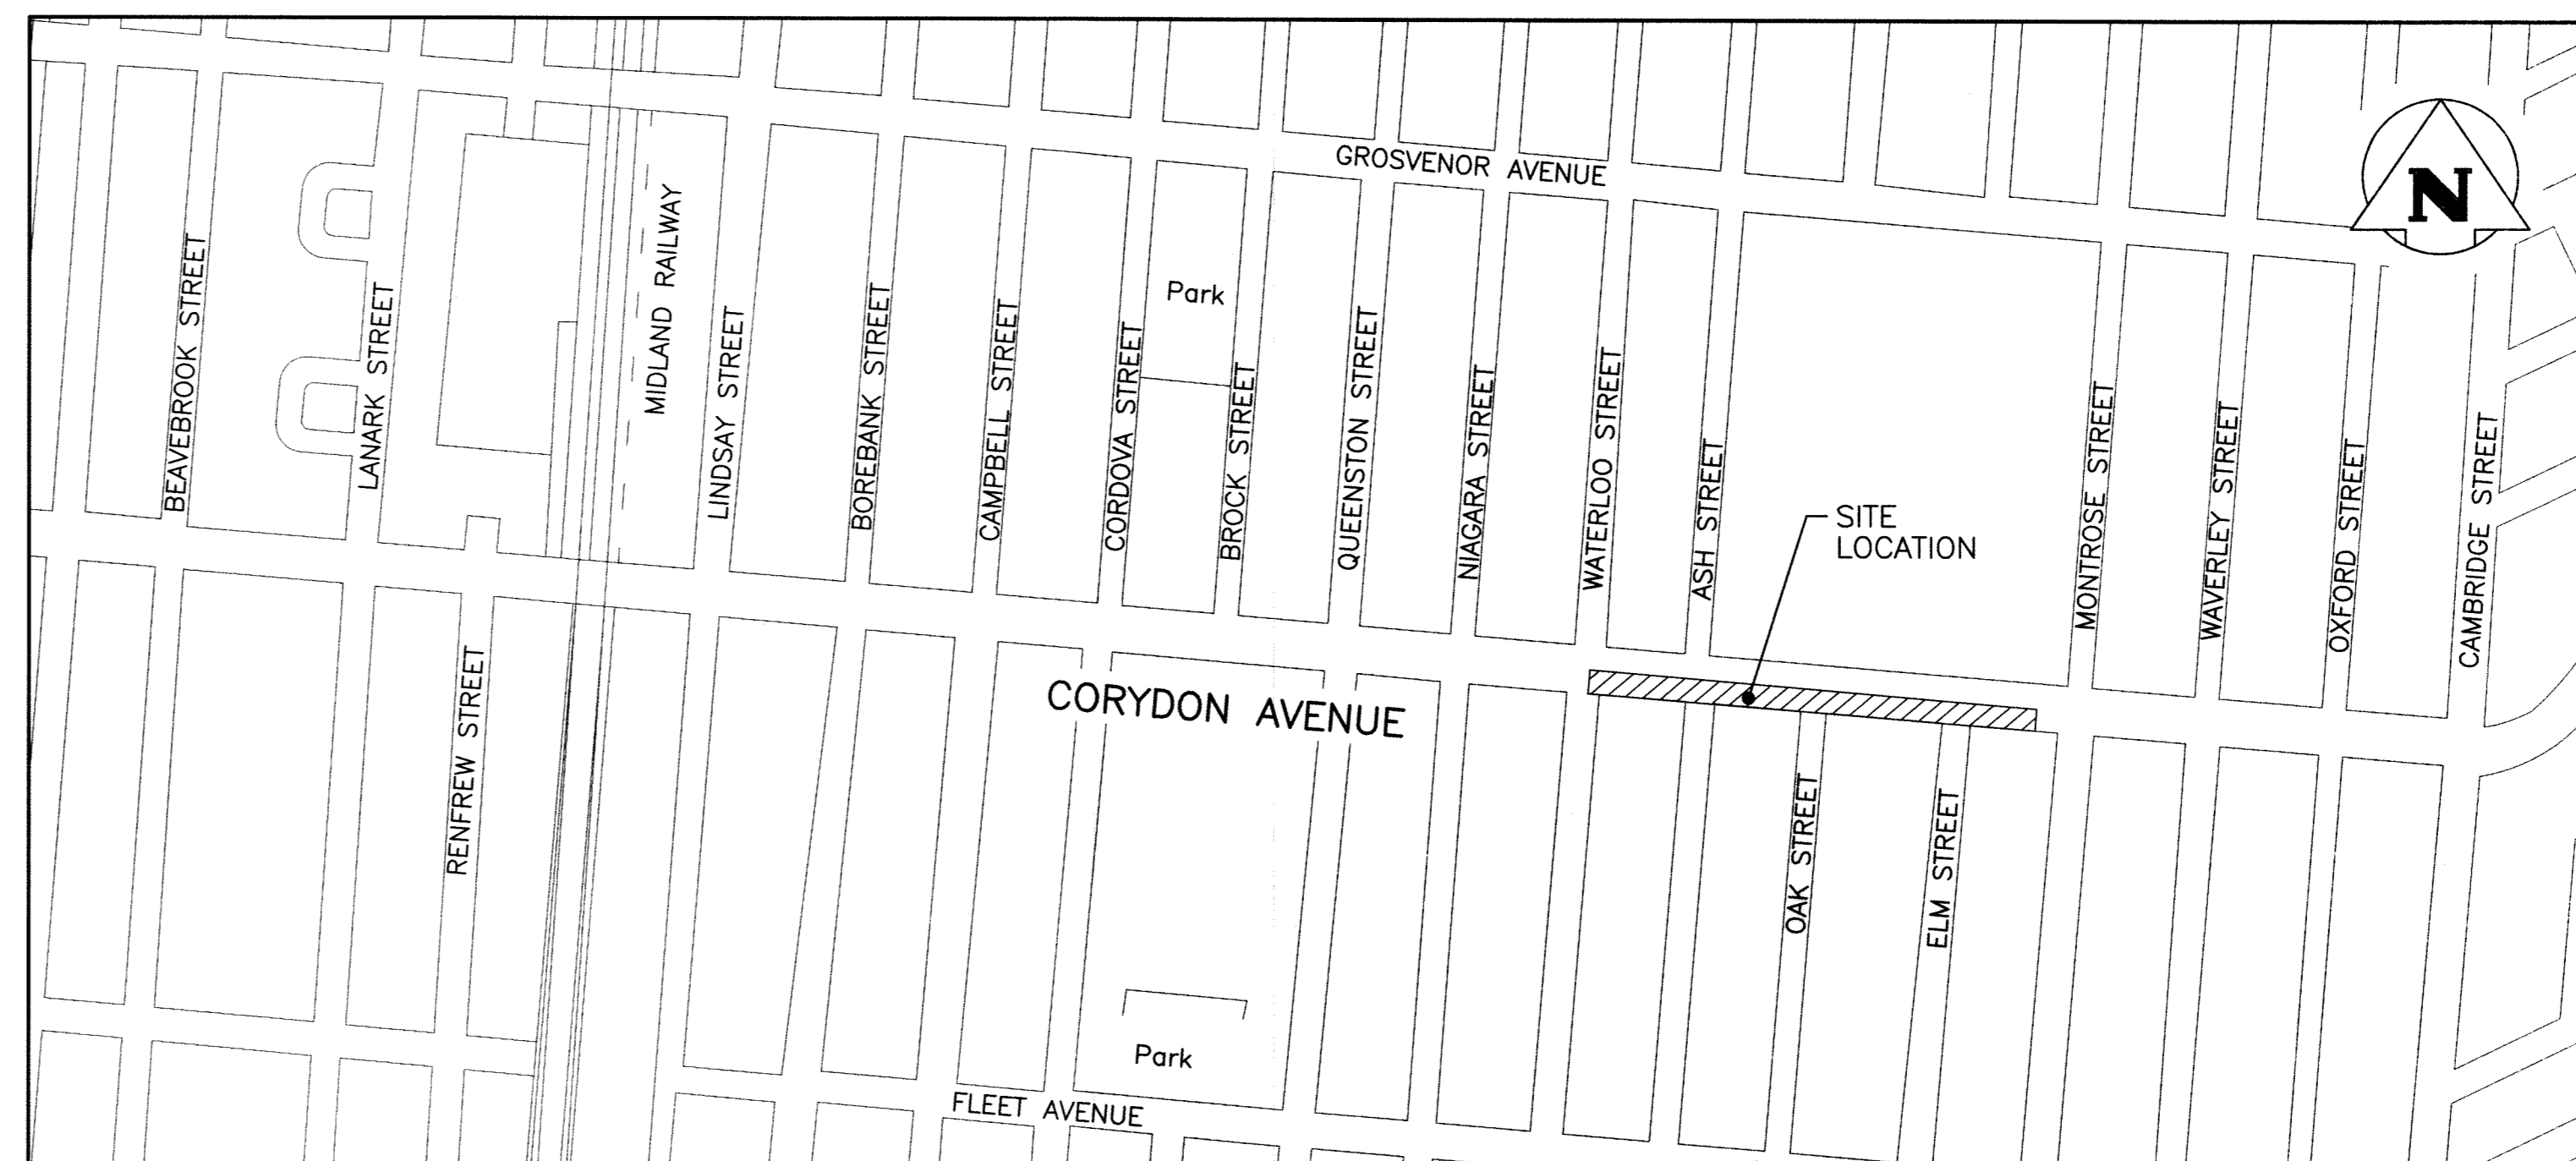 GROSVENOR AVENUE
N
BEAVEBROOK STREET
LANARK STREET
MIDLAND RAILWAY
LINDSAY STREET
BOREBANK STREET
CAMPBELL STREET
CORDOVA STREET
Park
BROCK STREET
QUEENSTON STREET
NIAGARA STREET
WATERLOO STREET
ASH STREET
SITE
LOCATION
MONTROSE STREET
WAVERLEY STREET
OXFORD STREET
CAMBRIDGE STREET
CORYDON AVENUE
RENFREW STREET
OAK STREET
ELM STREET
Park
FLEET AVENUE